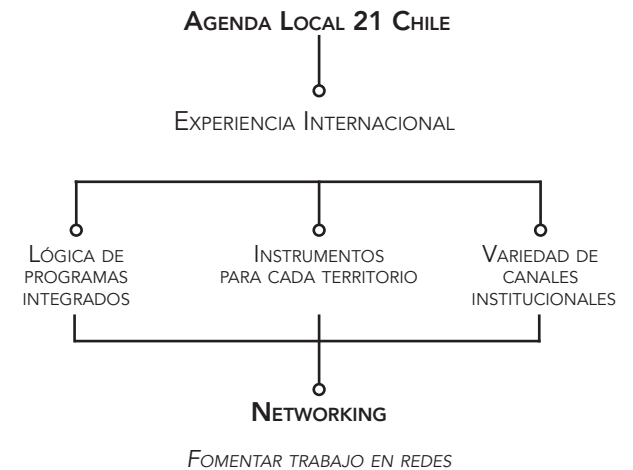 Agenda Local 21 Chile
Experiencia Internacional
Lógica de
programas
integrados
Instrumentos
para cada territorio
Variedad de
canales
institucionales
Networking
Fomentar trabajo en redes